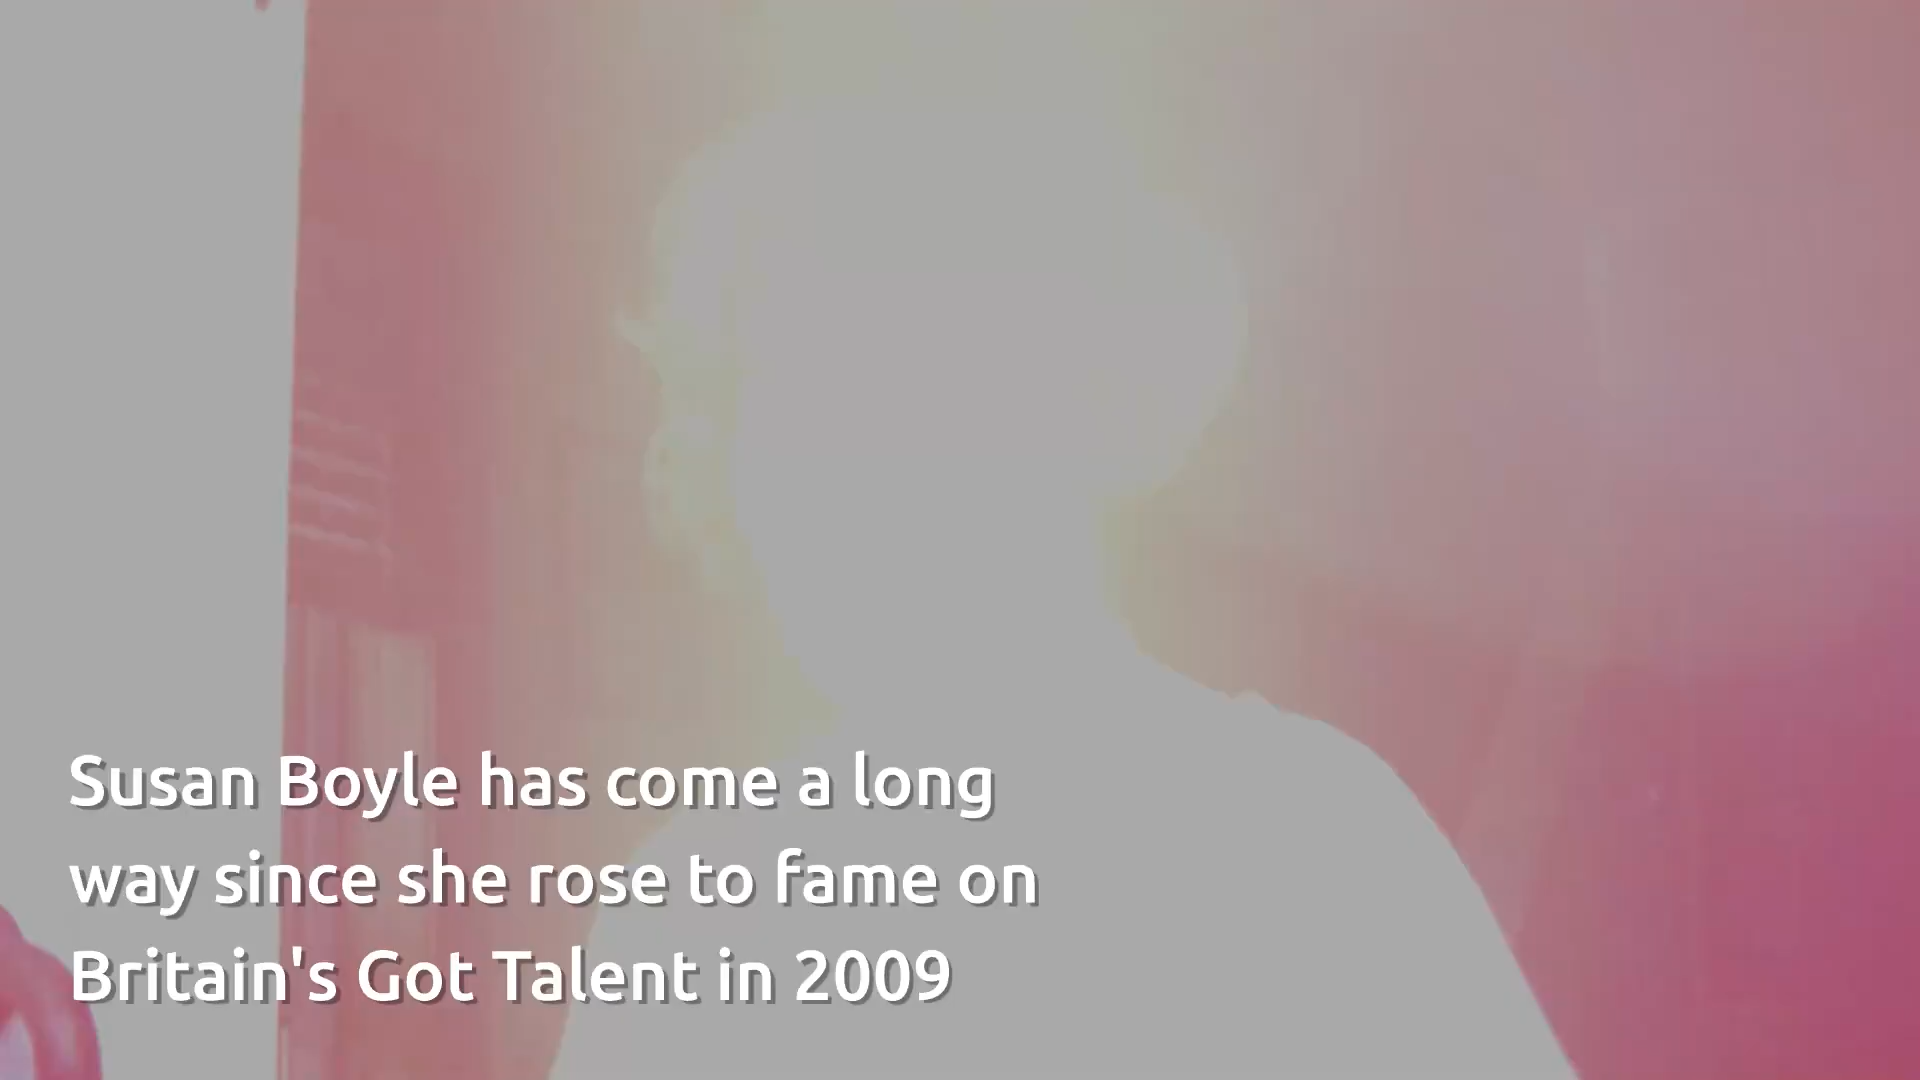 Susan Boyle has come a long
way since she rose to fame on
Britain's Got Talent in 2009